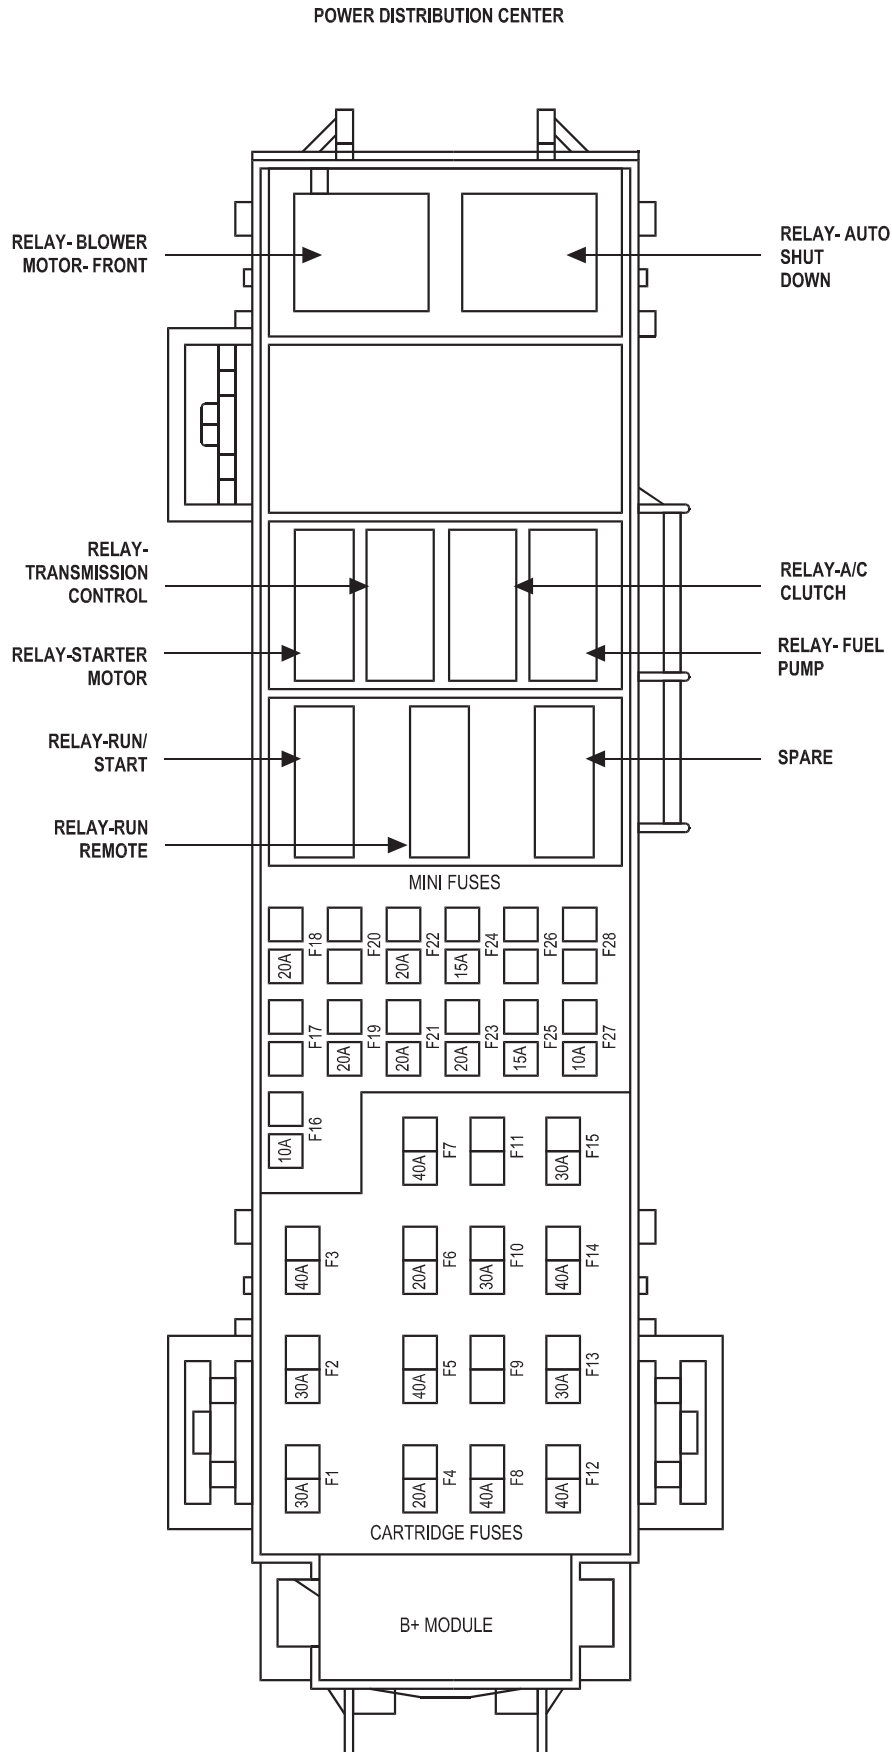 POWER DISTRIBUTION CENTER
RELAY- BLOWER
MOTOR- FRONT
RELAY- AUTO
SHUT
DOWN
RELAY-
TRANSMISSION
CONTROL
RELAY-A/C
CLUTCH
RELAY-STARTER
MOTOR
RELAY- FUEL
PUMP
RELAY-RUN/
START
SPARE
RELAY-RUN
REMOTE
MINI FUSES
20A F18
F20
20A F22
15A F24
F26
F28
F17
20A F19
20A F21
20A F23
15A F25
10A F27
10A F16
40A F7
F11
30A F15
40A F3
20A F6
30A F10
40A F14
30A F2
40A F5
F9
30A F13
30A F1
20A F4
40A F8
40A F12
CARTRIDGE FUSES
B+ MODULE